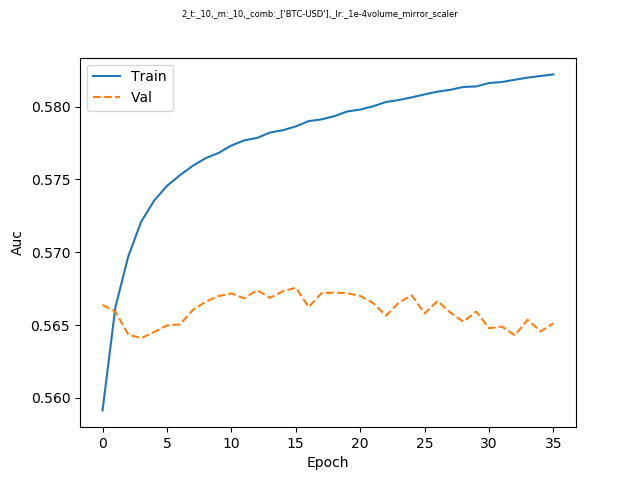 2_t:_10,_m:_10,_comb:_['BTC-USD'],_lr:_1e-4volume_mirror_scaler
Train
Val
0.580
0.575
0.570
0.565
0.560
Auc
0 5 10 15 20 25 30 35
Epoch